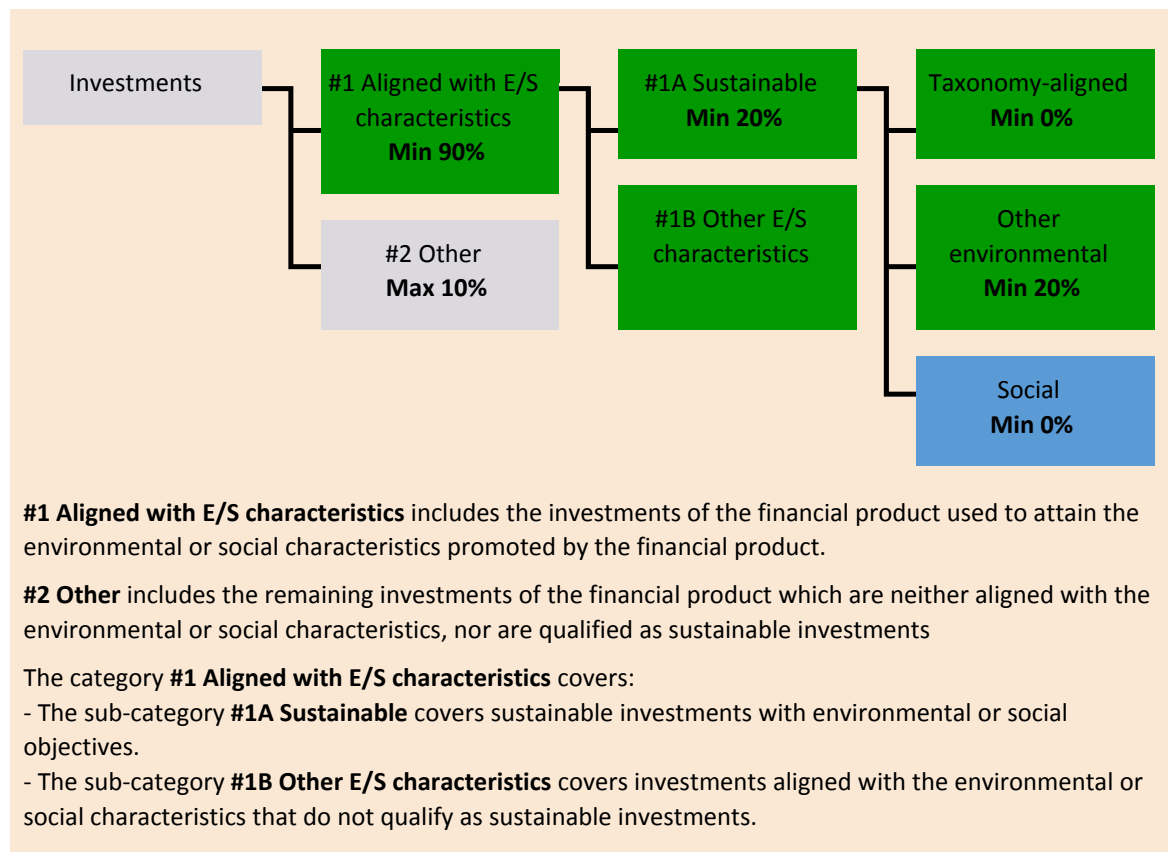 Investments
#1 Aligned with E/S
characteristics
Min 90%
#2 Other
Max 10%
#1A Sustainable
Min 20%
#1B Other E/S
characteristics
Taxonomy-aligned
Min 0%
Other
environmental
Min 20%
Social
Min 0%
#1 Aligned with E/S characteristics includes the investments of the financial product used to attain the
environmental or social characteristics promoted by the financial product.
#2 Other includes the remaining investments of the financial product which are neither aligned with the
environmental or social characteristics, nor are qualified as sustainable investments
The category #1 Aligned with E/S characteristics covers:
- The sub-category #1A Sustainable covers sustainable investments with environmental or social
objectives.
- The sub-category #1B Other E/S characteristics covers investments aligned with the environmental or
social characteristics that do not qualify as sustainable investments.